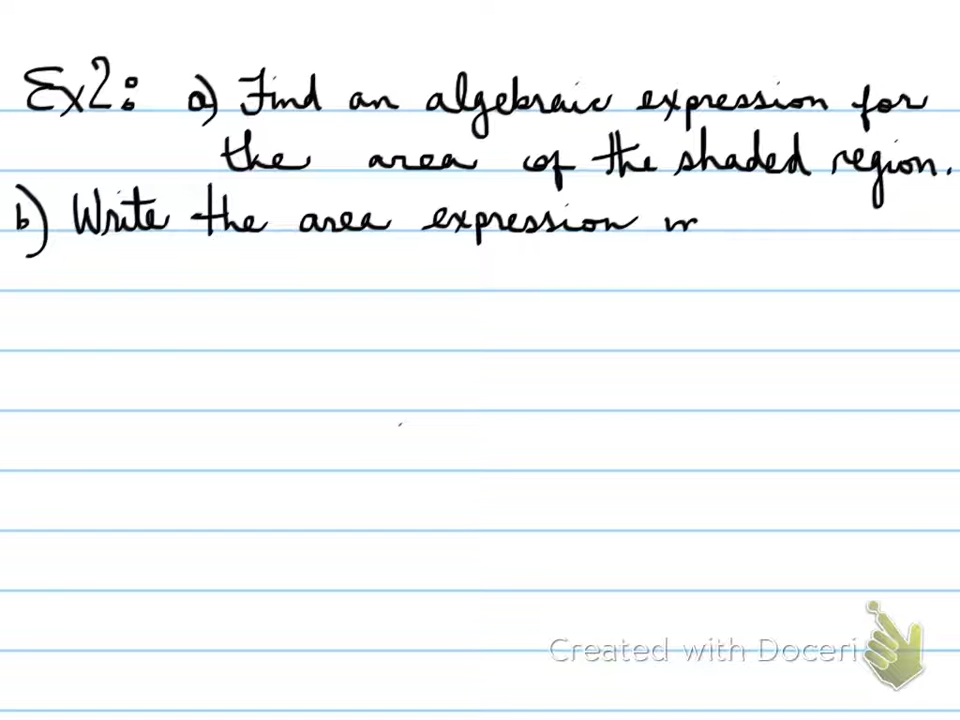 Ex2: a) Find an algebraic expression for
the area of the shaded region.
b) Write the area expression in
Created with Doceri